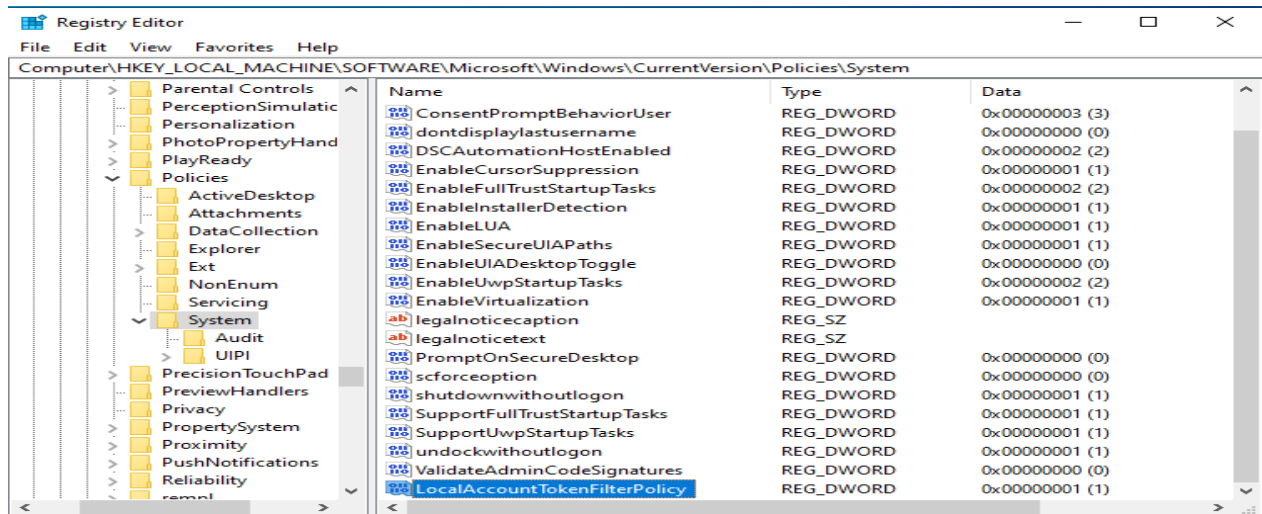 Registry Editor
File Edit View Favorites Help
Computer\HKEY_LOCAL_MACHINE\SOFTWARE\Microsoft\Windows\CurrentVersion\Policies\System
Parental Controls
PerceptionSimulatic
Personalization
PhotoPropertyHand
PlayReady
Policies
ActiveDesktop
Attachments
DataCollection
Explorer
Ext
NonEnum
Servicing
System
Audit
UIPI
PrecisionTouchPad
PreviewHandlers
Privacy
PropertySystem
Proximity
PushNotifications
Reliability
Name Type Data
ConsentPromptBehaviorUser REG_DWORD 0x00000003 (3)
dontdisplaylastusername REG_DWORD 0x00000000 (0)
DSCAutomationHostEnabled REG_DWORD 0x00000002 (2)
EnableCursorSuppression REG_DWORD 0x00000001 (1)
EnableFullTrustStartupTasks REG_DWORD 0x00000002 (2)
EnableInstallerDetection REG_DWORD 0x00000001 (1)
EnableLUA REG_DWORD 0x00000001 (1)
EnableSecureUIAPaths REG_DWORD 0x00000001 (1)
EnableUIADesktopToggle REG_DWORD 0x00000000 (0)
EnableUwpStartupTasks REG_DWORD 0x00000002 (2)
EnableVirtualization REG_DWORD 0x00000001 (1)
legalnoticecaption REG_SZ
legalnoticetext REG_SZ
PromptOnSecureDesktop REG_DWORD 0x00000000 (0)
scforceoption REG_DWORD 0x00000000 (0)
shutdownwithoutlogon REG_DWORD 0x00000001 (1)
SupportFullTrustStartupTasks REG_DWORD 0x00000001 (1)
SupportUwpStartupTasks REG_DWORD 0x00000001 (1)
undockwithoutlogon REG_DWORD 0x00000001 (1)
ValidateAdminCodeSignatures REG_DWORD 0x00000000 (0)
LocalAccountTokenFilterPolicy REG_DWORD 0x00000001 (1)